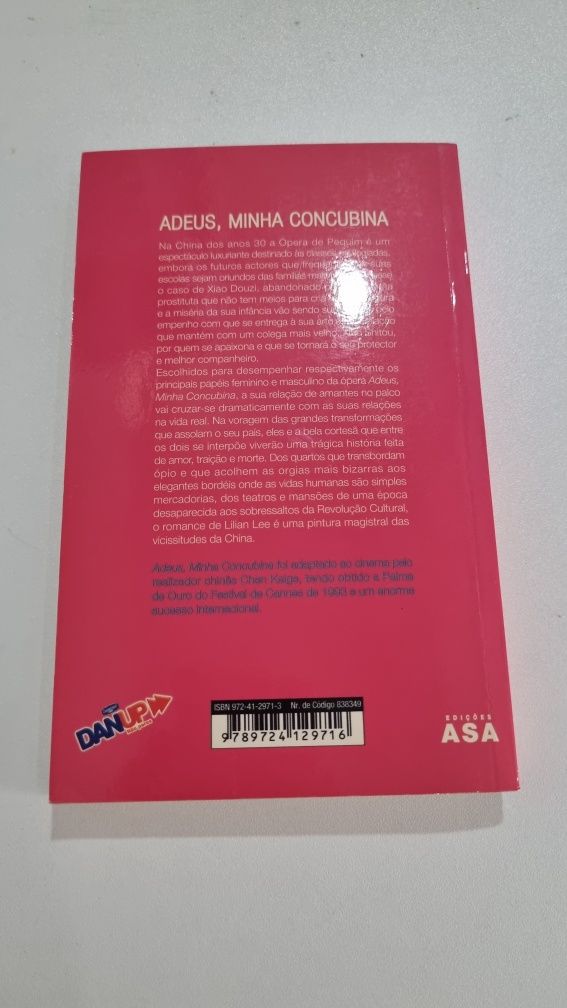 ADEUS, MINHA CONCUBINA
Na China dos anos 30 a Ópera de Pequim é um
espectáculo luxuriante destinado às classes
embora os futuros actores que suas
escolas sejam oriundos das famílias
o caso de Xiao Douzi, abandonado
prostituta que não tem meios para
e a miséria da sua infância vão sendo pelo
empenho com que se entrega à sua arte
que mantém com um colega mais velho,
por quem se apaixona e que se tornará o seu protector
e melhor companheiro.
Escolhidos para desempenhar respectivamente os
principais papéis feminino e masculino da ópera Adeus,
Minha Concubina, a sua relação de amantes no palco
vai cruzar-se dramaticamente com as suas relações
na vida real. Na voragem das grandes transformações
que assolam o seu país, eles e a bela cortesã que entre
os dois se interpõe viverão uma trágica história feita
de amor, traição e morte. Dos quartos que transbordam
ópio e que acolhem as orgias mais bizarras aos
elegantes bordéis onde as vidas humanas são simples
mercadorias, dos teatros e mansões de uma época
desaparecida aos sobressaltos da Revolução Cultural,
o romance de Lilian Lee é uma pintura magistral das
vicissitudes da China.
Adeus, Minha Concubina foi adaptado ao cinema pelo
realizador chinês Chen Kaige, tendo obtido a Palma
de Ouro do Festival de Cannes de 1993 e um enorme
sucesso internacional.
DANUP
ISBN 972-41-2971-3 Nr. de Código 838349
9789724129716
EDIÇÕES
ASA